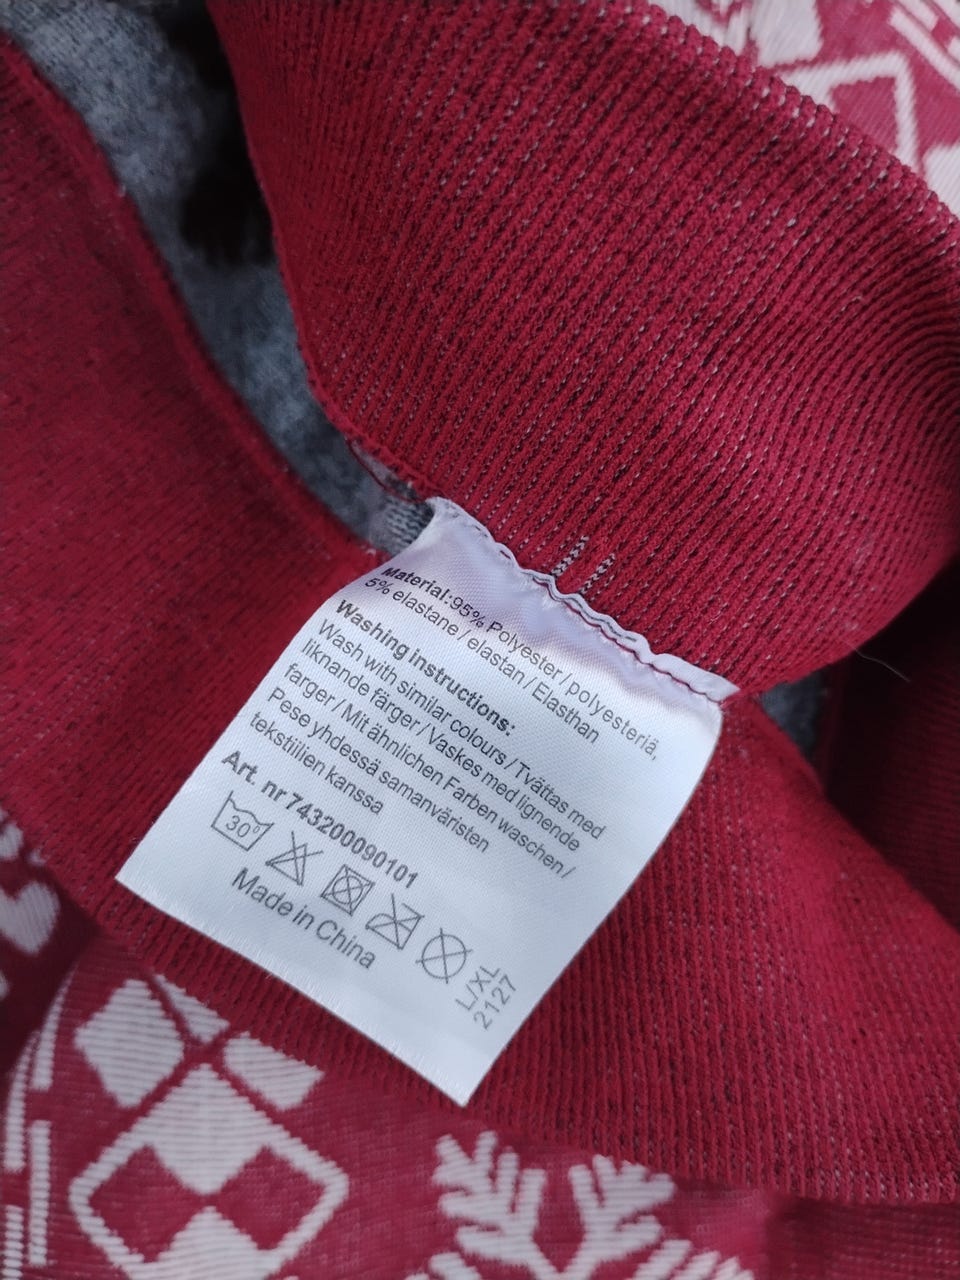 Material:95% Polyester / polyesteriä,
5% elastane / elastan / Elasthan
Washing instructions:
Wash with similar colours / Tvättas med
liknande färger / Vaskes med lignende
farger / Mit ähnlichen Farben waschen /
Pese yhdessä samanväristen
tekstiilien kanssa
Art. nr 74320090101
30°
Made in China
L/XL
2127